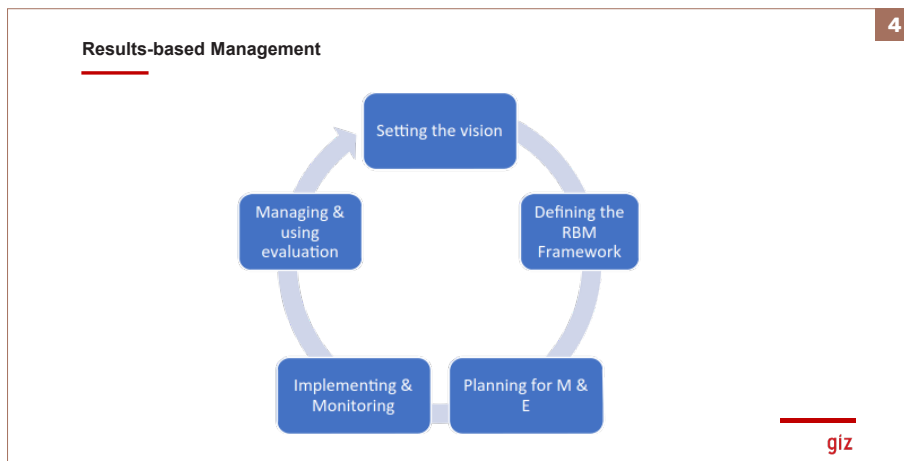 4
Results-based Management
Setting the vision
Defining the
RBM
Framework
Planning for M &
E
Implementing &
Monitoring
Managing &
using
evaluation
giz